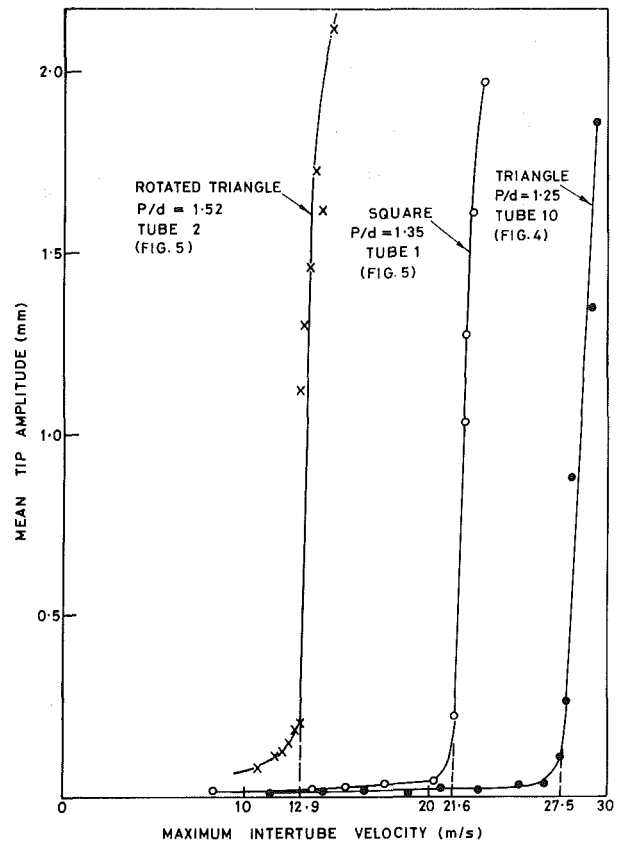 2·0
1·5
1·0
0·5
MEAN TIP AMPLITUDE (mm)
ROTATED TRIANGLE
P/d = 1·52
TUBE 2
(FIG. 5)
SQUARE
P/d=1·35
TUBE 1
(FIG. 5)
TRIANGLE
P/d=1·25
TUBE 10
(FIG. 4)
0 10 12·9 20 21·6 27·5 30
MAXIMUM INTERTUBE VELOCITY (m/s)